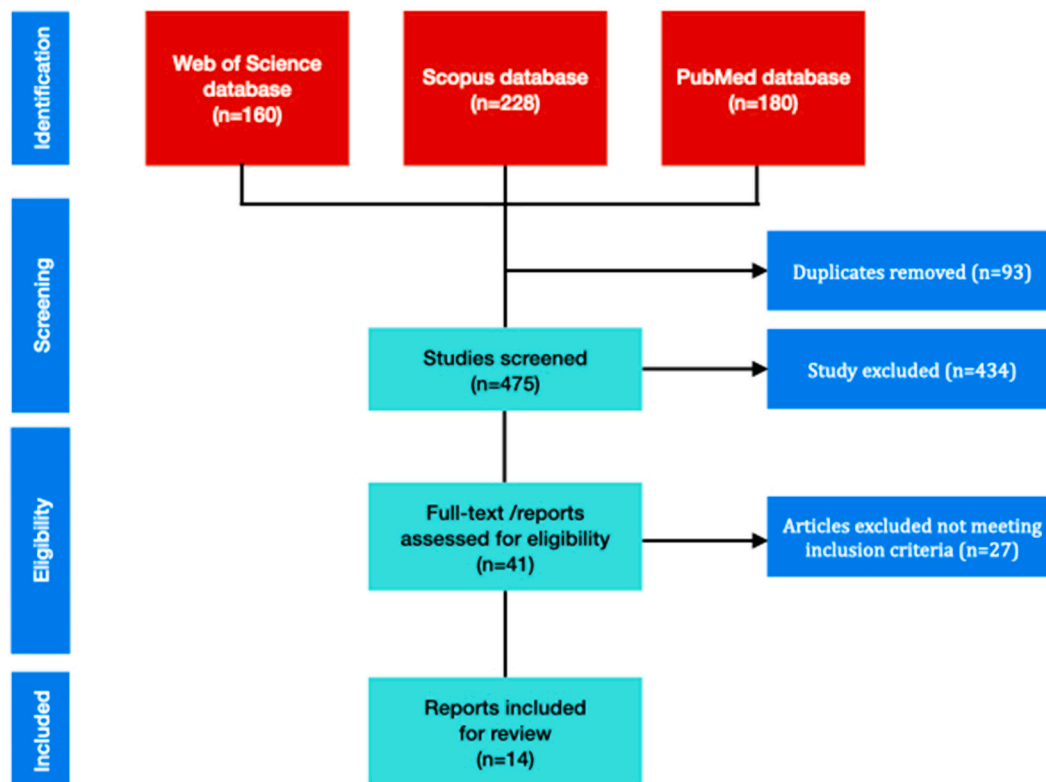 Identification
Web of Science
database
(n=160)
Scopus database
(n=228)
PubMed database
(n=180)
Screening
Duplicates removed (n=93)
Studies screened
(n=475)
Study excluded (n=434)
Eligibility
Full-text /reports
assessed for eligibility
(n=41)
Articles excluded not meeting
inclusion criteria (n=27)
Included
Reports included
for review
(n=14)